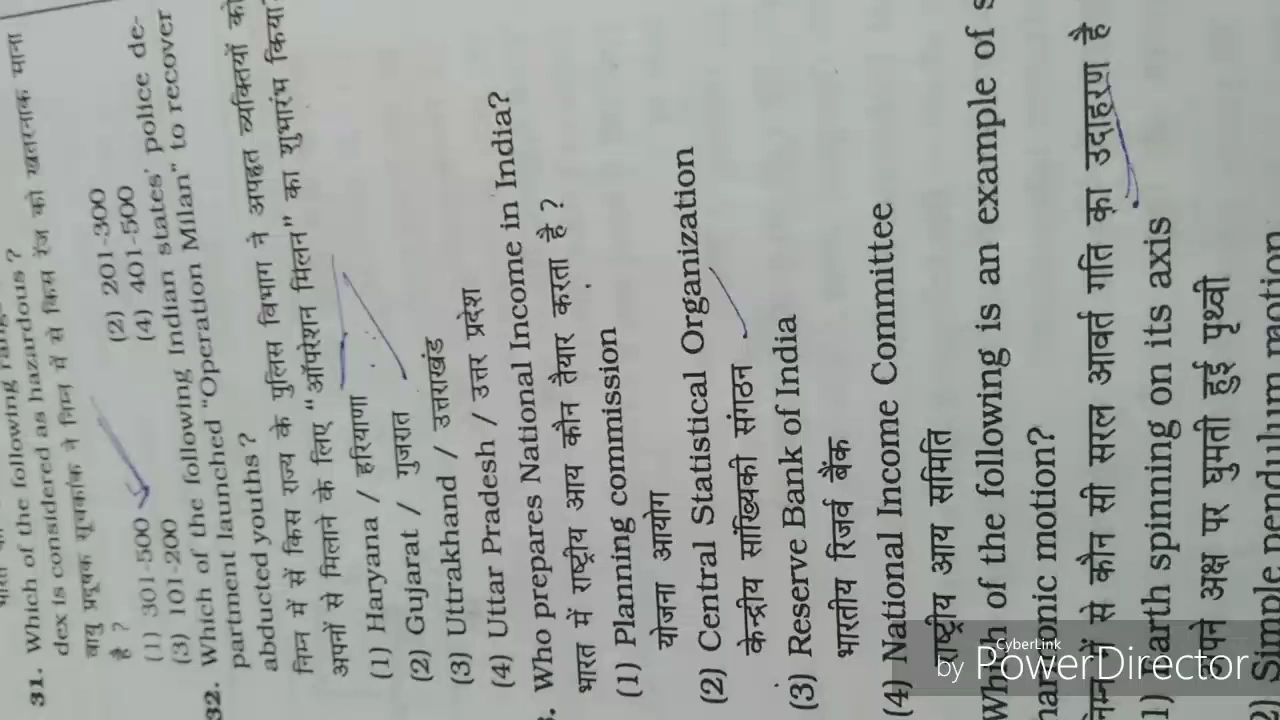 31. Which of the following
dex is considered as hazardous ?
वायु प्रदूषक सूचकांक ने निम्न में से किस रेंज को खतरनाक माना
है ?
(1) 301-500 (2) 201-300
(3) 101-200 (4) 401-500
32. Which of the following Indian states' police de-
partment launched "Operation Milan" to recover
abducted youths ?
निम्न में से किस राज्य के पुलिस विभाग ने अपहृत व्यक्तियों को
अपनों से मिलाने के लिए "ऑपरेशन मिलन" का शुभारंभ किया
(1) Haryana / हरियाणा
(2) Gujarat / गुजरात
(3) Uttrakhand / उत्तराखंड
(4) Uttar Pradesh / उत्तर प्रदेश
Who prepares National Income in India?
भारत में राष्ट्रीय आय कौन तैयार करता है ?
(1) Planning commission
योजना आयोग
(2) Central Statistical Organization
केन्द्रीय सांख्यिकी संगठन
(3) Reserve Bank of India
भारतीय रिजर्व बैंक
(4) National Income Committee
राष्ट्रीय आय समिति
Which of the following is an example of s
harmonic motion?
निम्न में से कौन सी सरल आवर्त गति का उदाहरण है
1) Earth spinning on its axis
अपने अक्ष पर घुमती हुई पृथ्वी
2) Simple pendulum motion
CyberLink
by PowerDirector